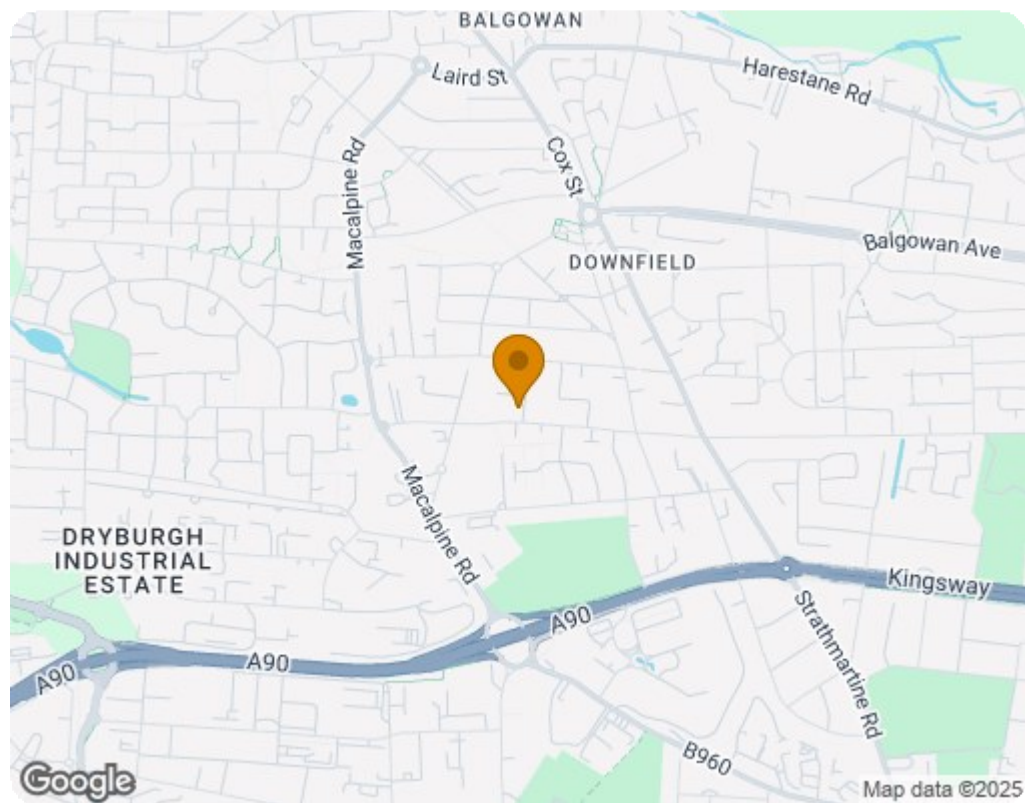 BALGOWAN
Laird St
Harestane Rd
Macalpine Rd
Cox St
Balgowan Ave
DOWNFIELD
Macalpine Rd
DRYBURGH
INDUSTRIAL
ESTATE
Kingsway
A90
Strathmartine Rd
A90
A90
B960
Google
Map data ©2025